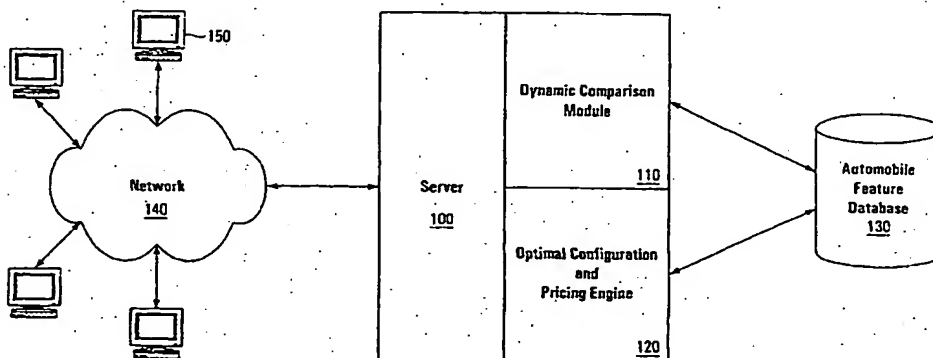 150
Network
140
Server
100
Dynamic Comparison
Module
110
Optimal Configuration
and
Pricing Engine
120
Automobile
Feature
Database
130